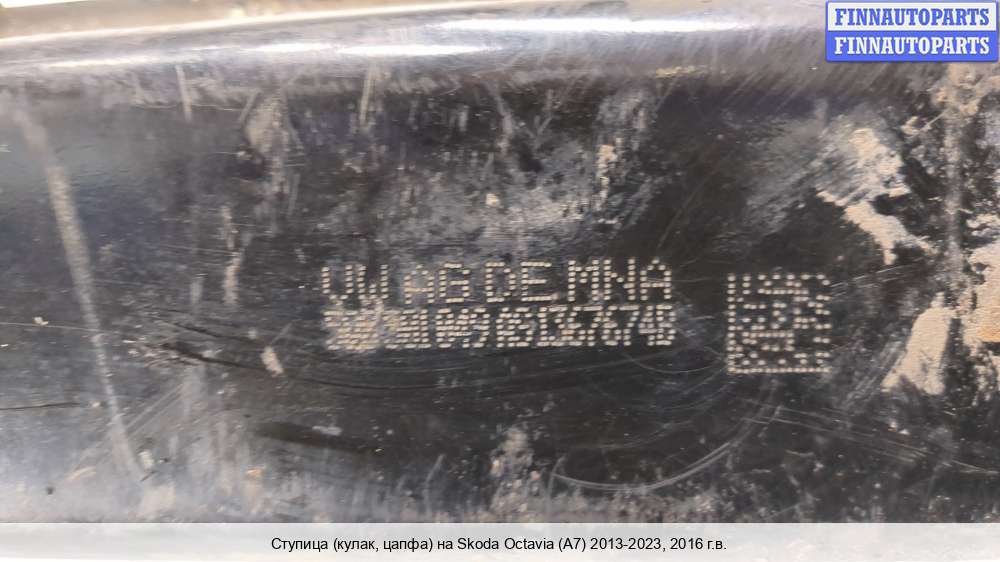 FINNAUTOPARTS
FINNAUTOPARTS
VW AG DE MNA
Ступица (кулак, цапфа) на Skoda Octavia (A7) 2013-2023, 2016 г.в.